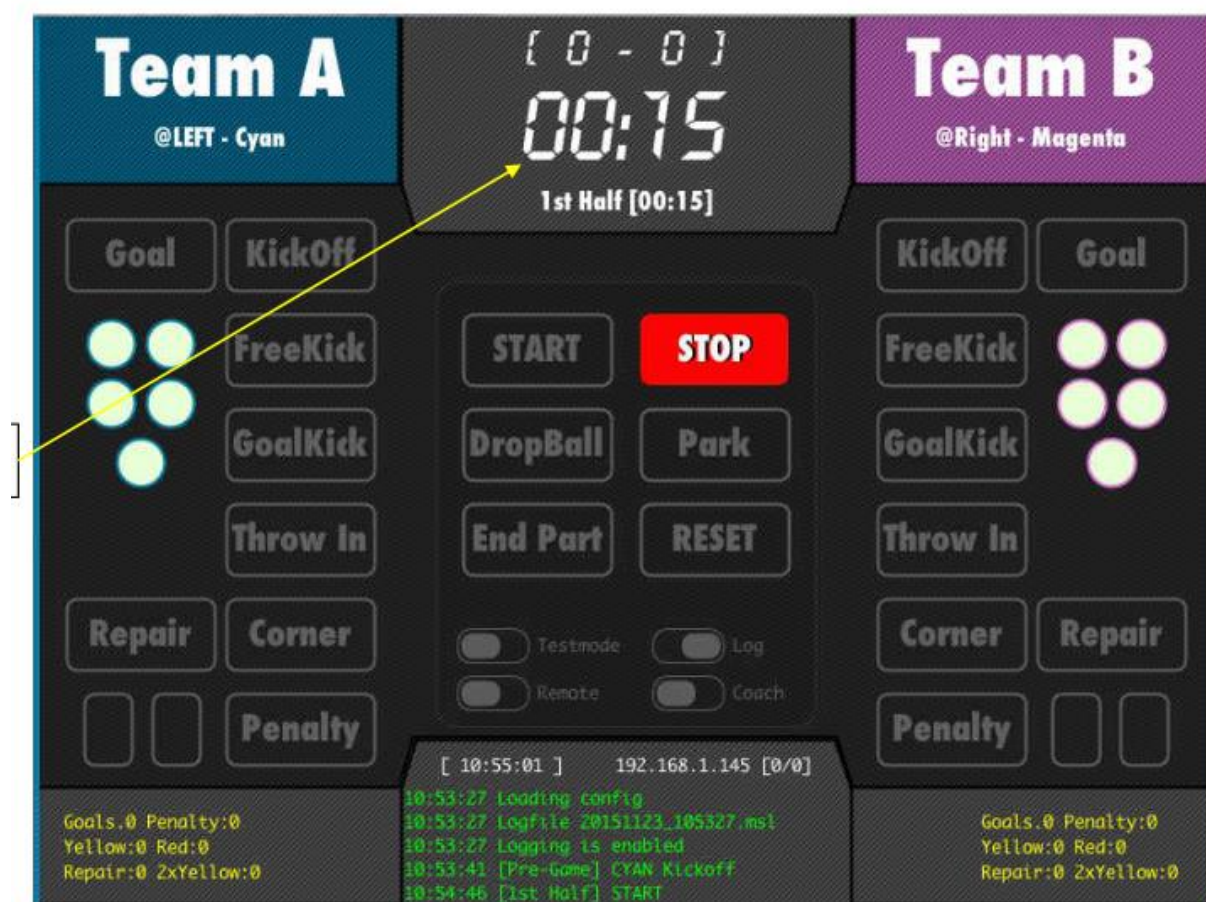 Team A
@LEFT - Cyan
[ 0 - 0 ]
00:15
1st Half [00:15]
Team B
@Right - Magenta
Goal KickOff
FreeKick
GoalKick
Throw In
Repair Corner
Penalty
START STOP
DropBall Park
End Part RESET
Testmode Log
Remote Coach
KickOff Goal
FreeKick
GoalKick
Throw In
Corner Repair
Penalty
Goals.0 Penalty:0
Yellow:0 Red:0
Repair:0 2xYellow:0
[ 10:55:01 ] 192.168.1.145 [0/0]
10:53:27 Loading config
10:53:27 Logfile 20151123_105327.msl
10:53:27 Logging is enabled
10:53:41 [Pre-Game] CYAN Kickoff
10:54:46 [1st Half] START
Goals.0 Penalty:0
Yellow:0 Red:0
Repair:0 2xYellow:0